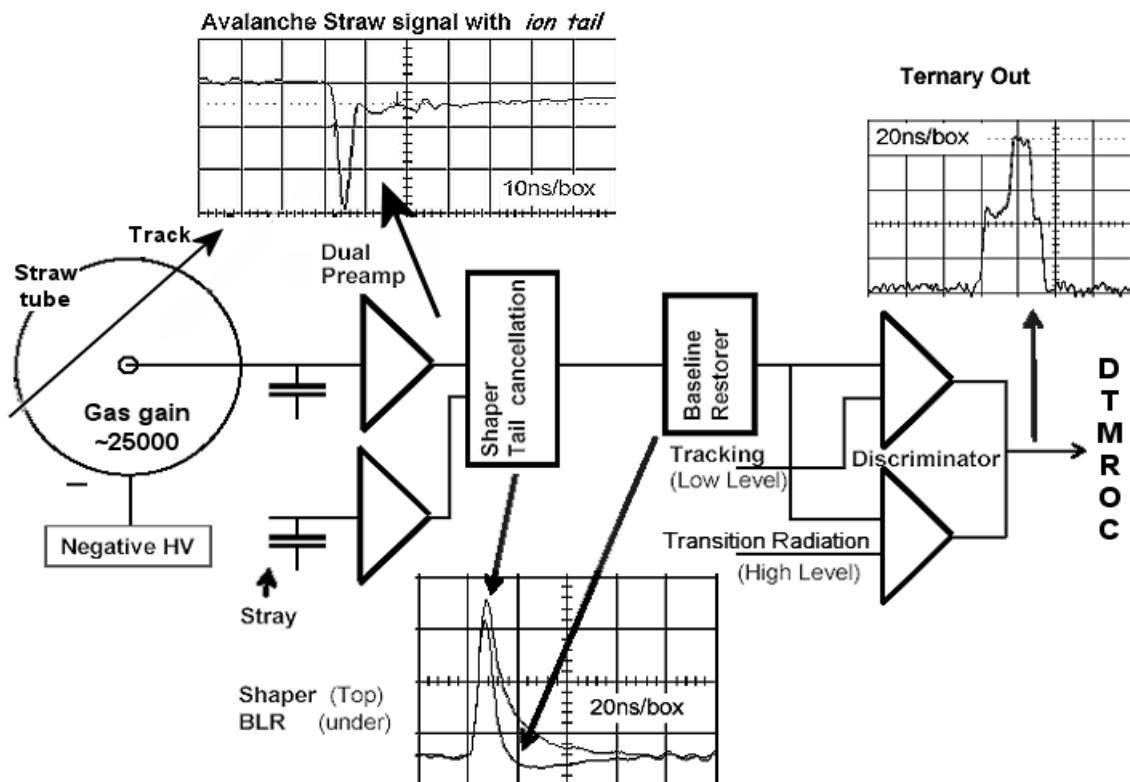 Avalanche Straw signal with ion tail
10ns/box
Ternary Out
20ns/box
Track
Straw
tube
Dual
Preamp
Gas gain
~25000
–
Negative HV
Stray
Shaper
Tail cancellation
Baseline
Restorer
Tracking
(Low Level)
Discriminator
Transition Radiation
(High Level)
DTMROC
Shaper (Top)
BLR (under)
20ns/box